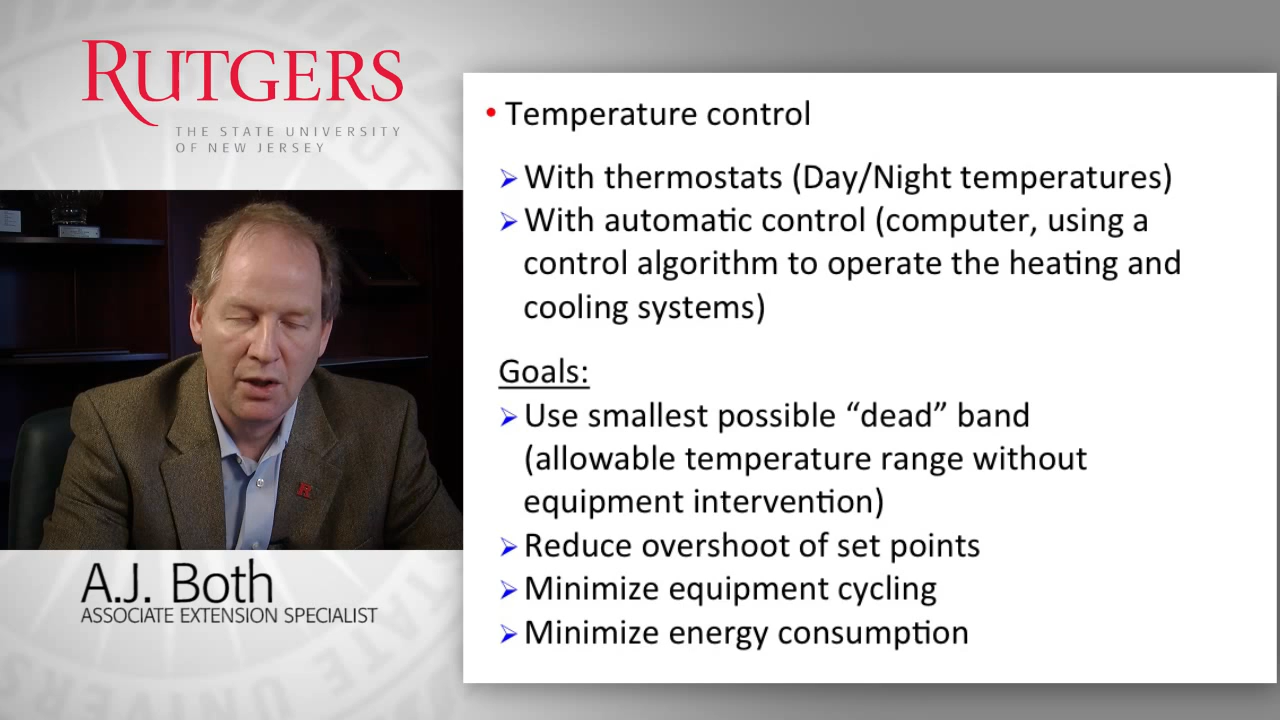 RUTGERS
THE STATE UNIVERSITY
OF NEW JERSEY
A.J. Both
ASSOCIATE EXTENSION SPECIALIST
• Temperature control
➢ With thermostats (Day/Night temperatures)
➢ With automatic control (computer, using a
control algorithm to operate the heating and
cooling systems)
Goals:
➢ Use smallest possible “dead” band
(allowable temperature range without
equipment intervention)
➢ Reduce overshoot of set points
➢ Minimize equipment cycling
➢ Minimize energy consumption